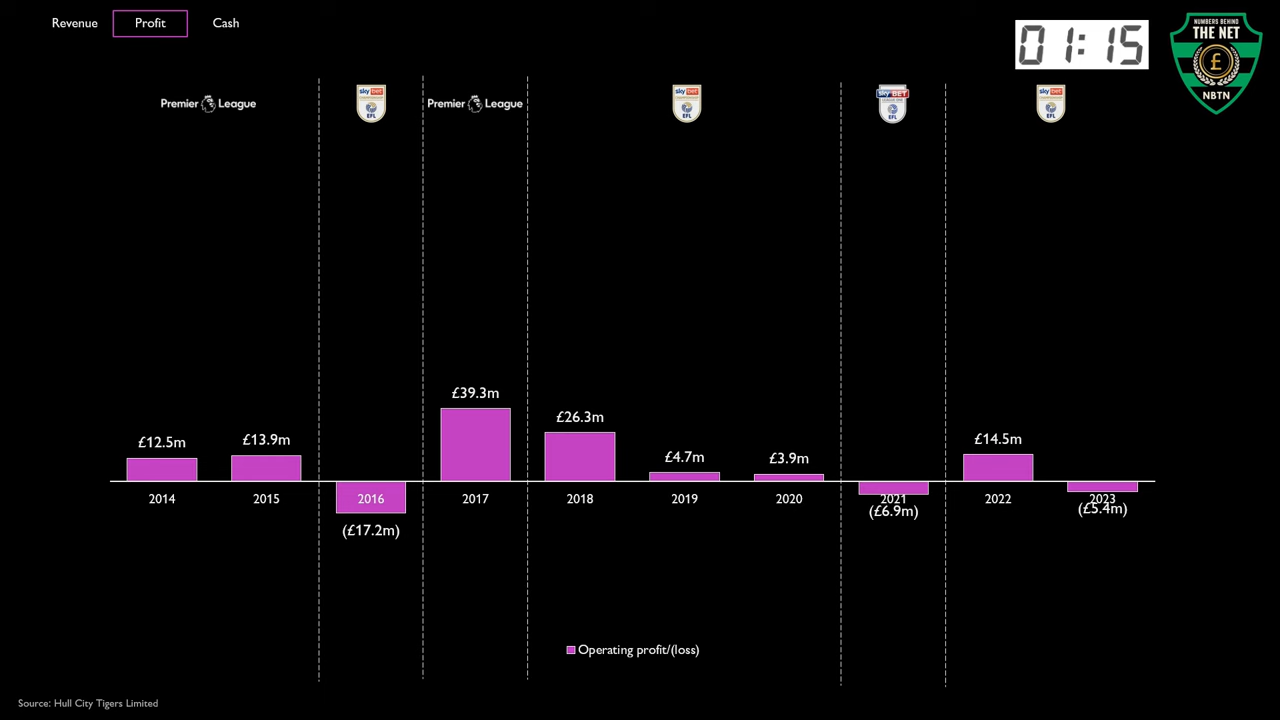 Revenue
Profit
Cash
01:15
NUMBERS BEHIND
THE NET
£
NBTN
Premier League
sky bet
EFL
Premier League
sky bet
EFL
sky BET
EFL
sky bet
EFL
£12.5m
£13.9m
£39.3m
£26.3m
£4.7m
£3.9m
£14.5m
2014
2015
2016
2017
2018
2019
2020
2021
2022
2023
(£17.2m)
(£6.9m)
(£5.4m)
Operating profit/(loss)
Source: Hull City Tigers Limited